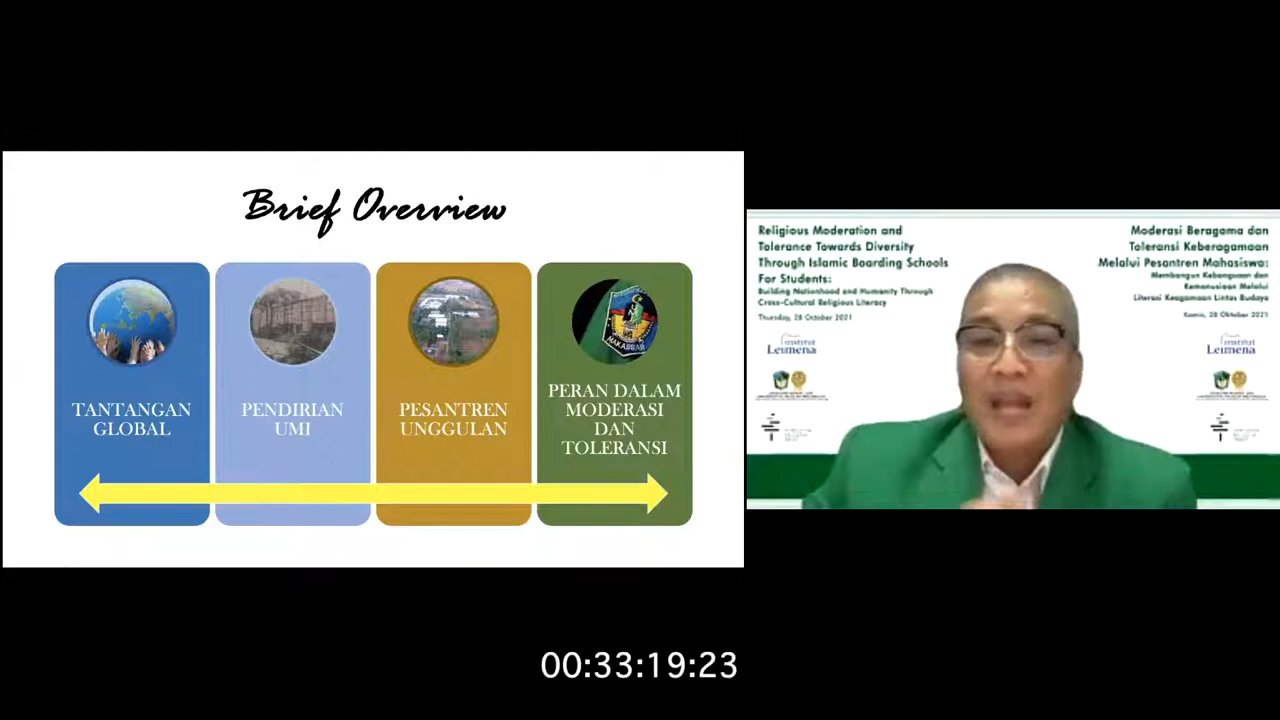 Brief Overview
TANTANGAN
GLOBAL
PENDIRIAN
UMI
PESANTREN
UNGGULAN
PERAN DALAM
MODERASI
DAN
TOLERANSI
UMI
MAKASSAR
Religious Moderation and
Tolerance Towards Diversity
Through Islamic Boarding Schools
For Students:
Building Nationhood and Humanity Through
Cross-Cultural Religious Literacy
Thursday, 28 October 2021
Institut
Leimena
Moderasi Beragama dan
Toleransi Keberagamaan
Melalui Pesantren Mahasiswa:
Membangun Kebangsaan dan
Kemanusiaan Melalui
Literasi Keagamaan Lintas Budaya
Kamis, 28 Oktober 2021
Institut
Leimena
00:33:19:23